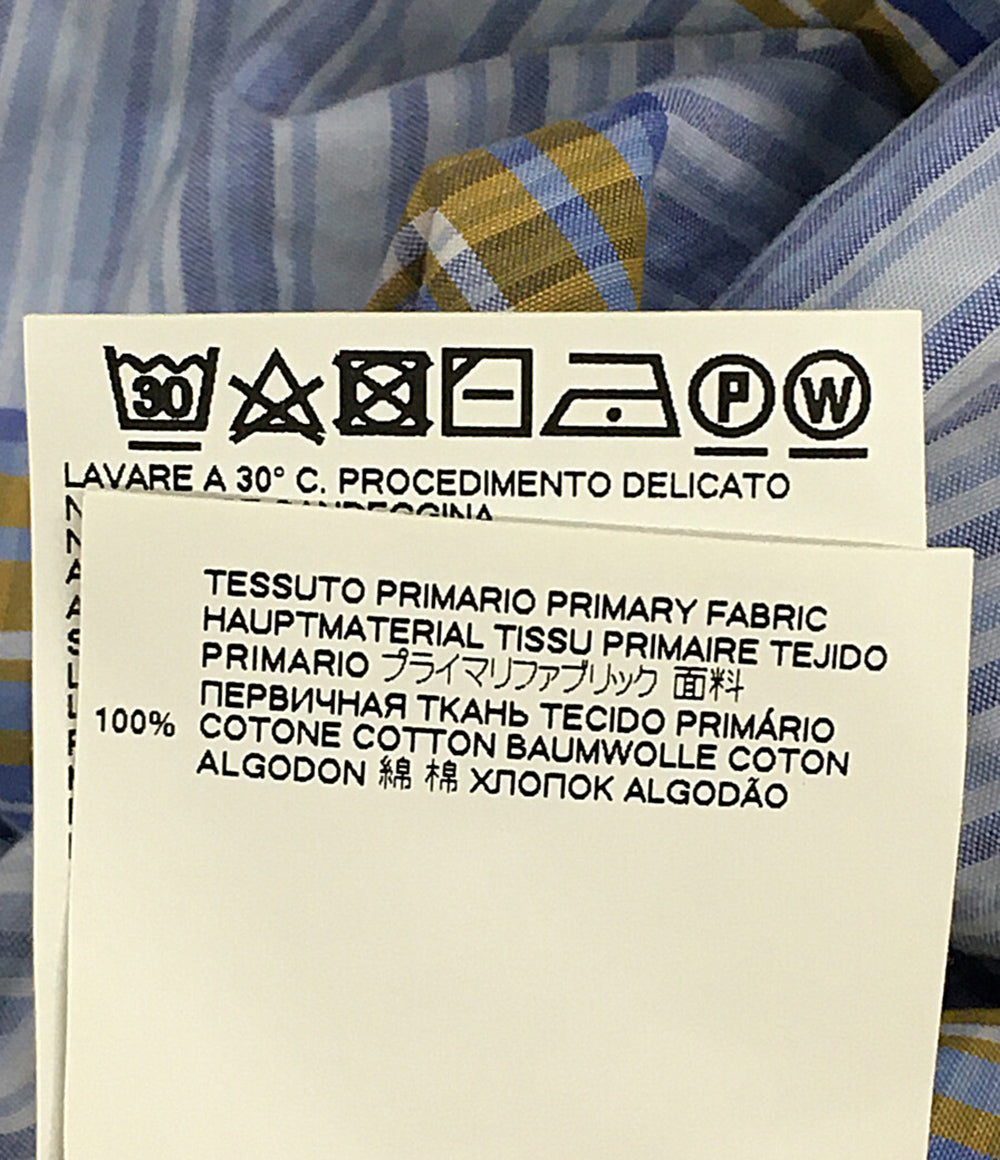 30
P
W
LAVARE A 30° C. PROCEDIMENTO DELICATO
CANDEGGINA
TESSUTO PRIMARIO PRIMARY FABRIC
HAUPTMATERIAL TISSU PRIMAIRE TEJIDO
PRIMARIO プライマリファブリック 面料
ПЕРВИЧНАЯ ТКАНЬ TECIDO PRIMÁRIO
100% COTONE COTTON BAUMWOLLE COTON
ALGODON 綿 棉 ХЛОПОК ALGODÃO